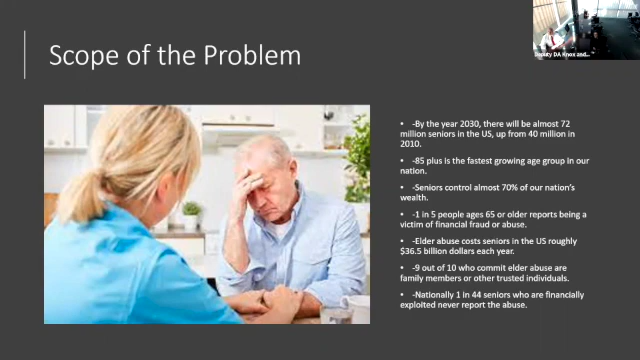 Scope of the Problem
Deputy DA Knox and...
• -By the year 2030, there will be almost 72
million seniors in the US, up from 40 million in
2010.
• -85 plus is the fastest growing age group in our
nation.
• -Seniors control almost 70% of our nation's
wealth.
• -1 in 5 people ages 65 or older reports being a
victim of financial fraud or abuse.
• -Elder abuse costs seniors in the US roughly
$36.5 billion dollars each year.
• -9 out of 10 who commit elder abuse are
family members or other trusted individuals.
• -Nationally 1 in 44 seniors who are financially
exploited never report the abuse.